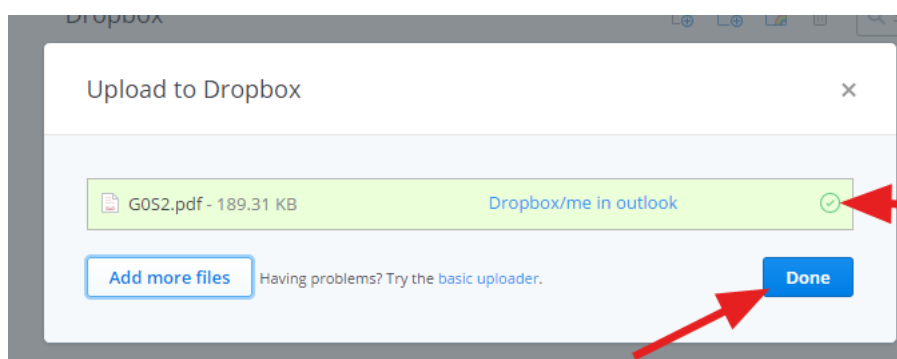 Dropbox
Upload to Dropbox
G0S2.pdf - 189.31 KB Dropbox/me in outlook
Add more files Having problems? Try the basic uploader. Done